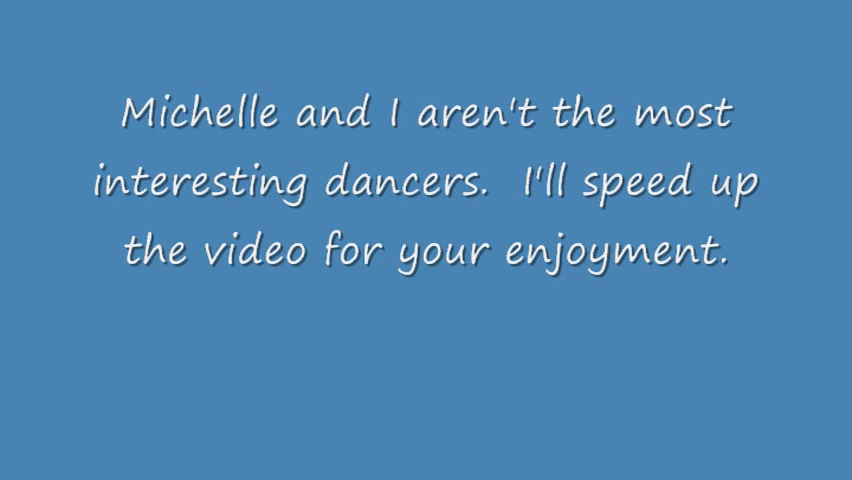 Michelle and I aren't the most
interesting dancers.  I'll speed up
the video for your enjoyment.